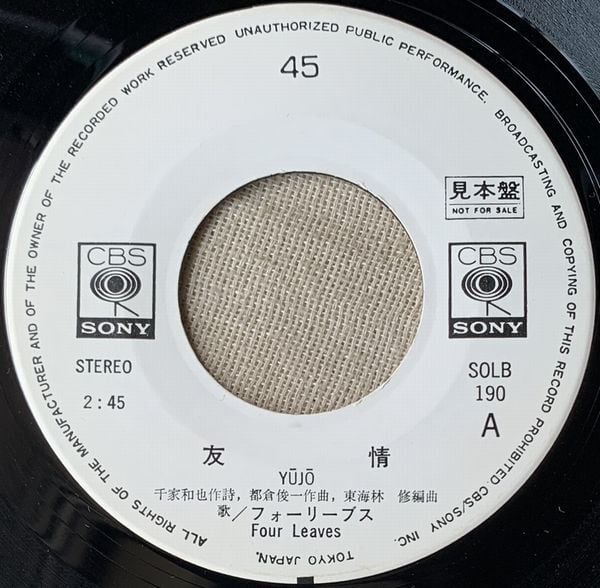 ALL RIGHTS OF THE MANUFACTURER AND OF THE OWNER OF THE RECORDED WORK RESERVED UNAUTHORIZED PUBLIC PERFORMANCE. BROADCASTING AND COPYING OF THIS RECORD PROHIBITED. CBS/SONY INC. TOKYO JAPAN.
45
見本盤
NOT FOR SALE
CBS
SONY
CBS
SONY
STEREO
2:45
SOLB
190
A
友 情
YŪJŌ
千家和也作詩，都倉俊一作曲，東海林 修編曲
歌／フォーリーブス
Four Leaves